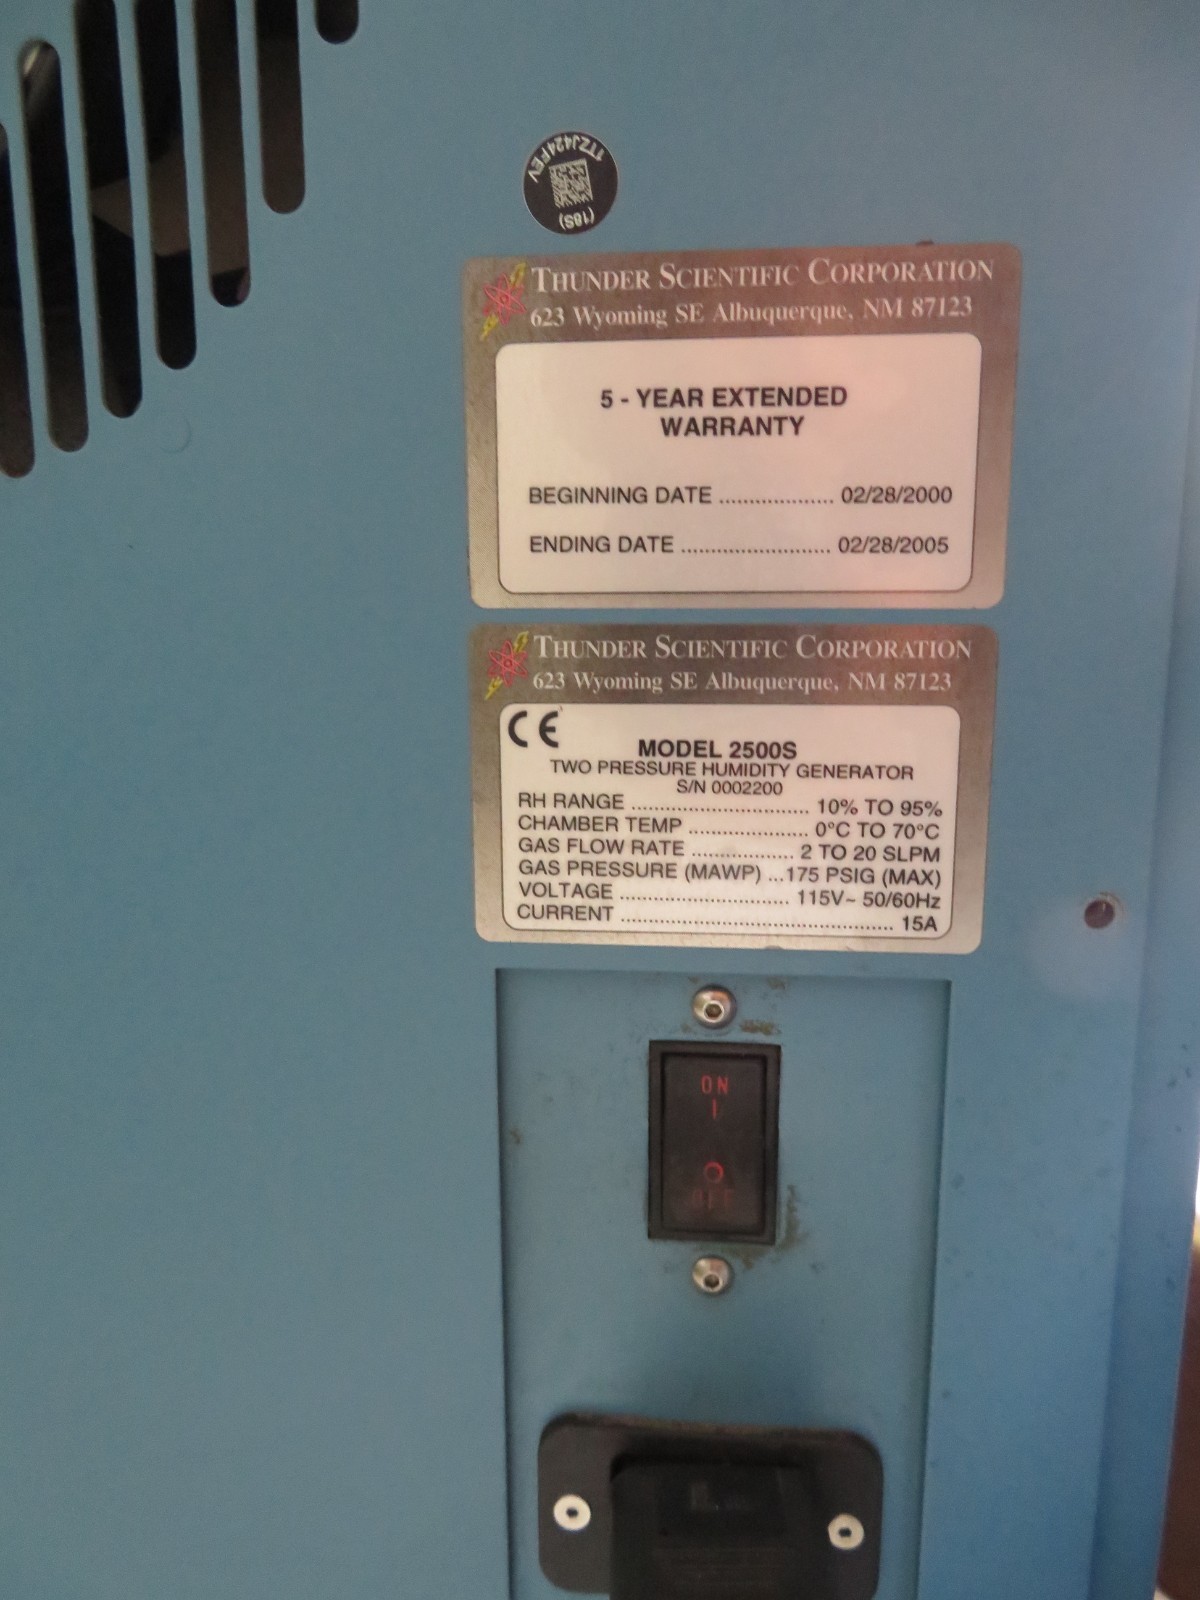 1TZJ424FEV
(18S)
THUNDER SCIENTIFIC CORPORATION
623 Wyoming SE Albuquerque, NM 87123
5 - YEAR EXTENDED
WARRANTY
BEGINNING DATE ................... 02/28/2000
ENDING DATE ......................... 02/28/2005
THUNDER SCIENTIFIC CORPORATION
623 Wyoming SE Albuquerque, NM 87123
CE
MODEL 2500S
TWO PRESSURE HUMIDITY GENERATOR
S/N 0002200
RH RANGE .............................. 10% TO 95%
CHAMBER TEMP .................... 0°C TO 70°C
GAS FLOW RATE ................. 2 TO 20 SLPM
GAS PRESSURE (MAWP) ...175 PSIG (MAX)
VOLTAGE ............................ 115V~ 50/60Hz
CURRENT ............................................. 15A
ON
I
O
OFF